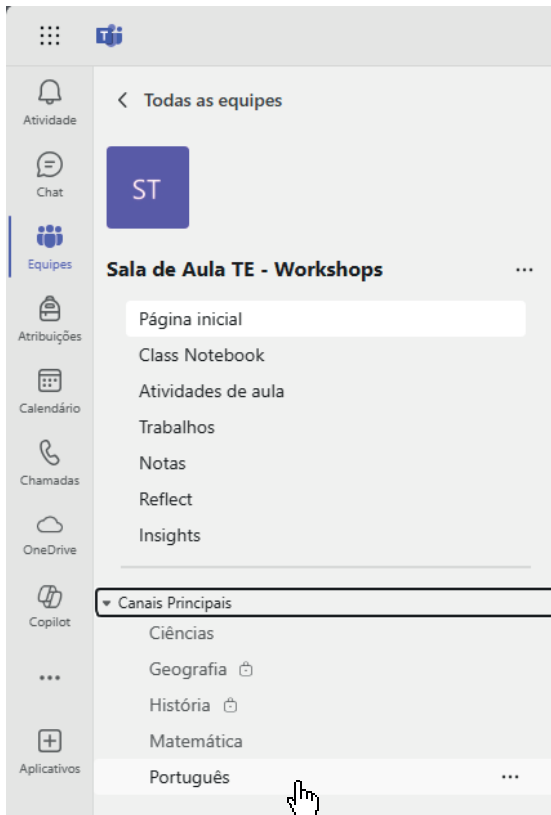 Atividade
Chat
Equipes
Atribuições
Calendário
Chamadas
OneDrive
Copilot
Aplicativos
Todas as equipes
ST
Sala de Aula TE - Workshops
Página inicial
Class Notebook
Atividades de aula
Trabalhos
Notas
Reflect
Insights
Canais Principais
Ciências
Geografia
História
Matemática
Português